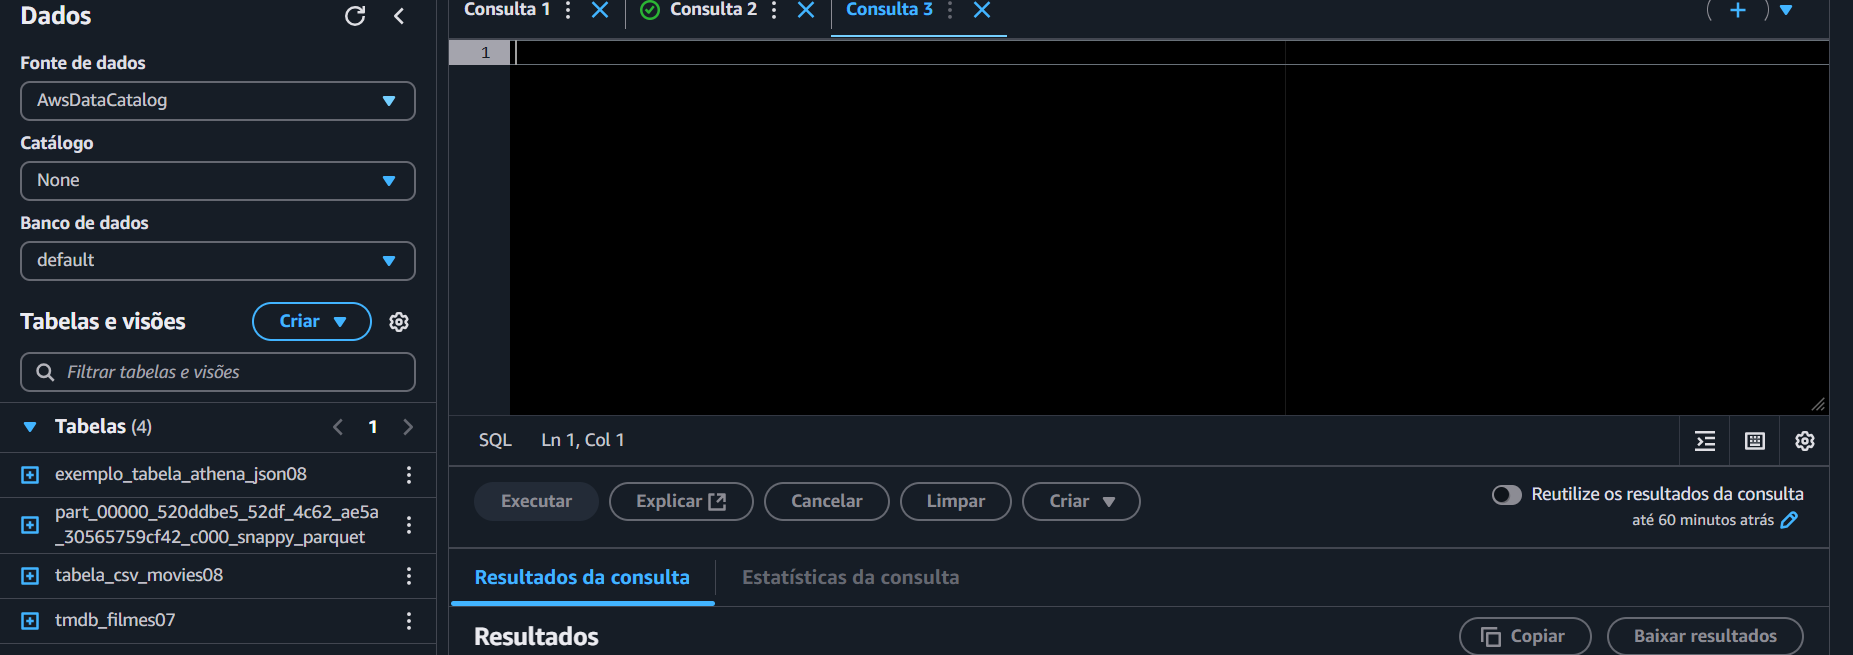 Dados
Fonte de dados
AwsDataCatalog
Catálogo
None
Banco de dados
default
Tabelas e visões
Criar
Filtrar tabelas e visões
Tabelas (4)
1
exemplo_tabela_athena_json08
part_00000_520ddbe5_52df_4c62_ae5a
_30565759cf42_c000_snappy_parquet
tabela_csv_movies08
tmdb_filmes07
Consulta 1
Consulta 2
Consulta 3
1
SQL
Ln 1, Col 1
Executar
Explicar
Cancelar
Limpar
Criar
Reutilize os resultados da consulta
até 60 minutos atrás
Resultados da consulta
Estatísticas da consulta
Resultados
Copiar
Baixar resultados